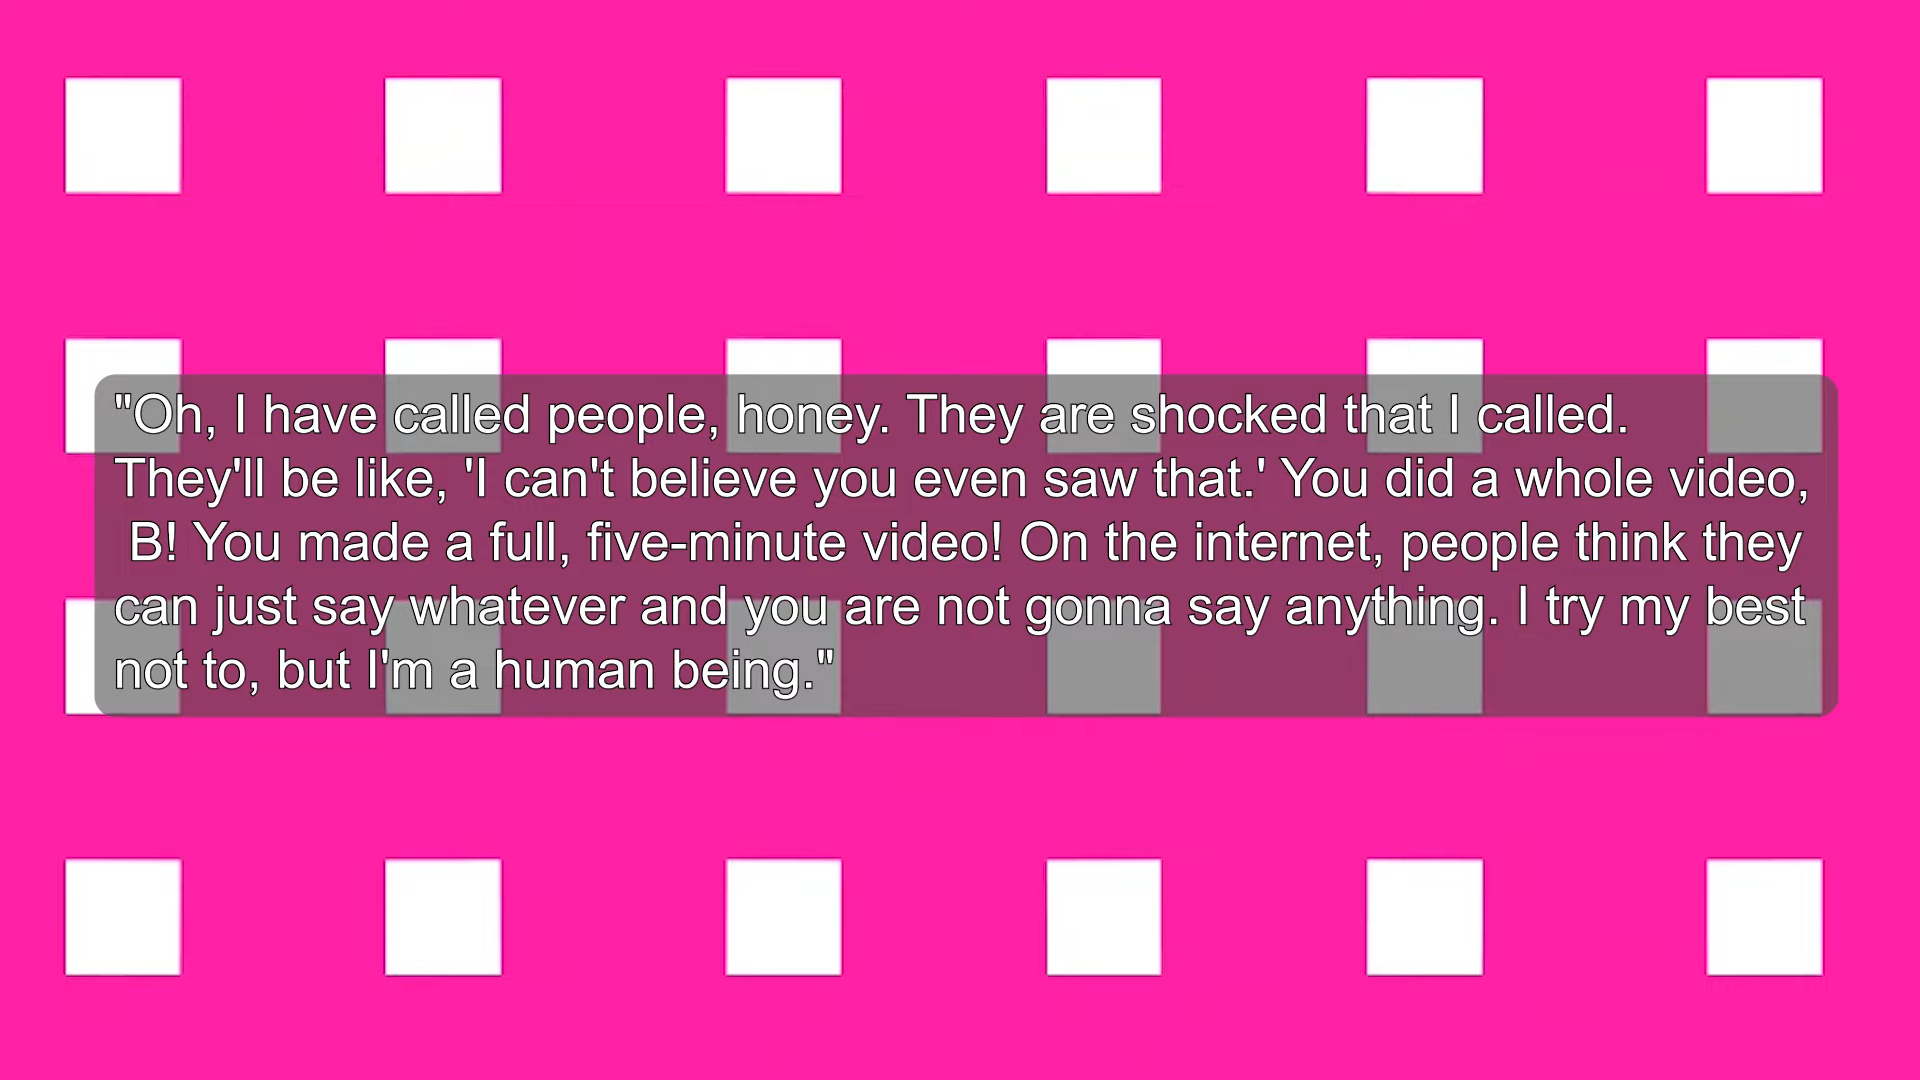 "Oh, I have called people, honey. They are shocked that I called.
They'll be like, 'I can't believe you even saw that.' You did a whole video,
B! You made a full, five-minute video! On the internet, people think they
can just say whatever and you are not gonna say anything. I try my best
not to, but I'm a human being."